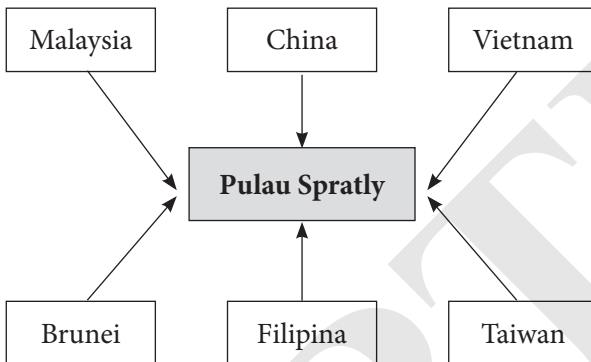 Malaysia
China
Vietnam
Pulau Spratly
Brunei
Filipina
Taiwan